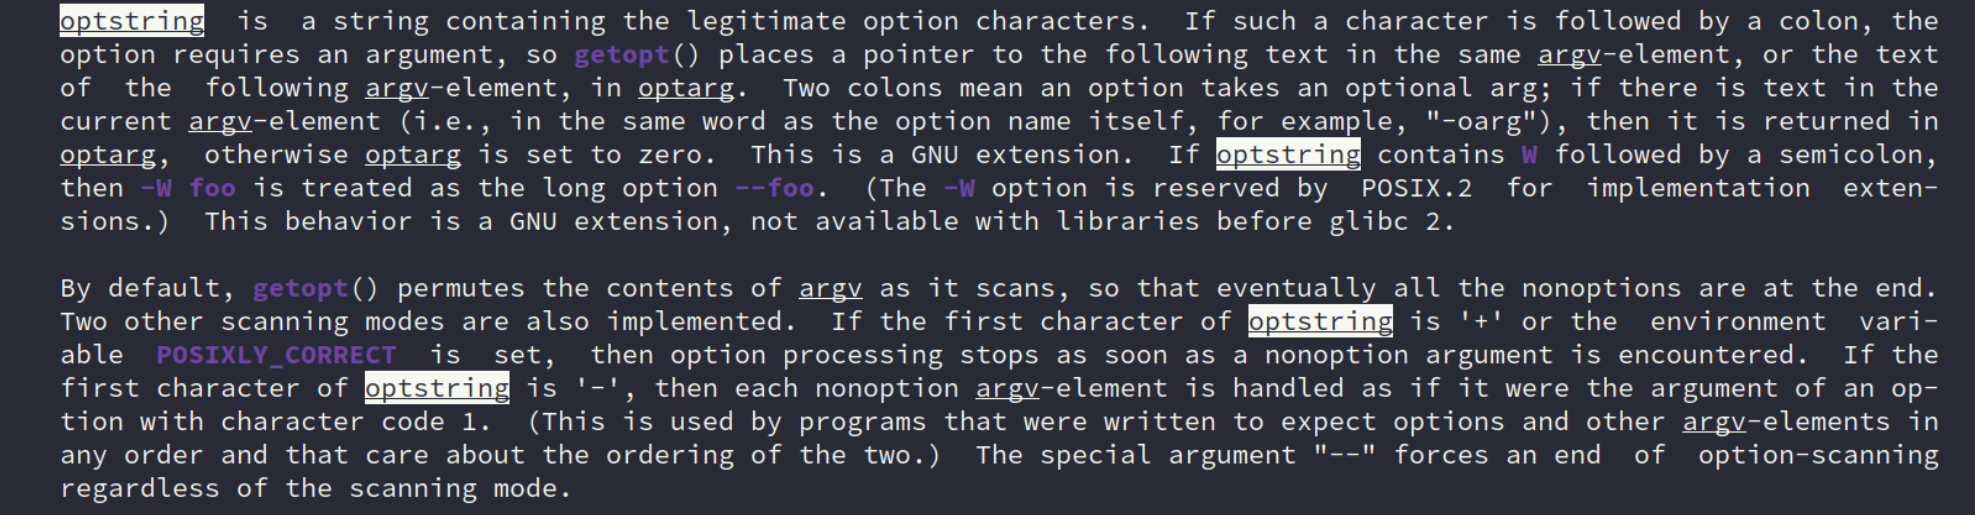 optstring is a string containing the legitimate option characters. If such a character is followed by a colon, the
option requires an argument, so getopt() places a pointer to the following text in the same argv-element, or the text
of the following argv-element, in optarg. Two colons mean an option takes an optional arg; if there is text in the
current argv-element (i.e., in the same word as the option name itself, for example, "-oarg"), then it is returned in
optarg, otherwise optarg is set to zero. This is a GNU extension. If optstring contains W followed by a semicolon,
then -W foo is treated as the long option --foo. (The -W option is reserved by POSIX.2 for implementation exten-
sions.) This behavior is a GNU extension, not available with libraries before glibc 2.

By default, getopt() permutes the contents of argv as it scans, so that eventually all the nonoptions are at the end.
Two other scanning modes are also implemented. If the first character of optstring is '+' or the environment vari-
able POSIXLY_CORRECT is set, then option processing stops as soon as a nonoption argument is encountered. If the
first character of optstring is '-', then each nonoption argv-element is handled as if it were the argument of an op-
tion with character code 1. (This is used by programs that were written to expect options and other argv-elements in
any order and that care about the ordering of the two.) The special argument "--" forces an end of option-scanning
regardless of the scanning mode.